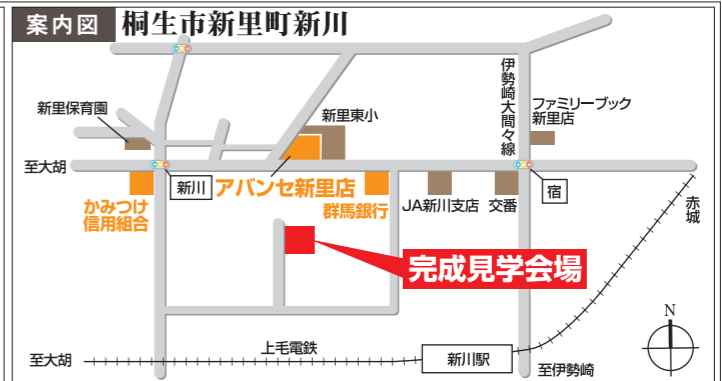 案内図
桐生市新里町新川
伊勢崎大間々線
ファミリーブック
新里店
新里保育園
新里東小
至大胡
新川
アバンセ新里店
宿
かみつけ
信用組合
群馬銀行
JA新川支店
交番
赤城
完成見学会場
N
上毛電鉄
至大胡
新川駅
至伊勢崎